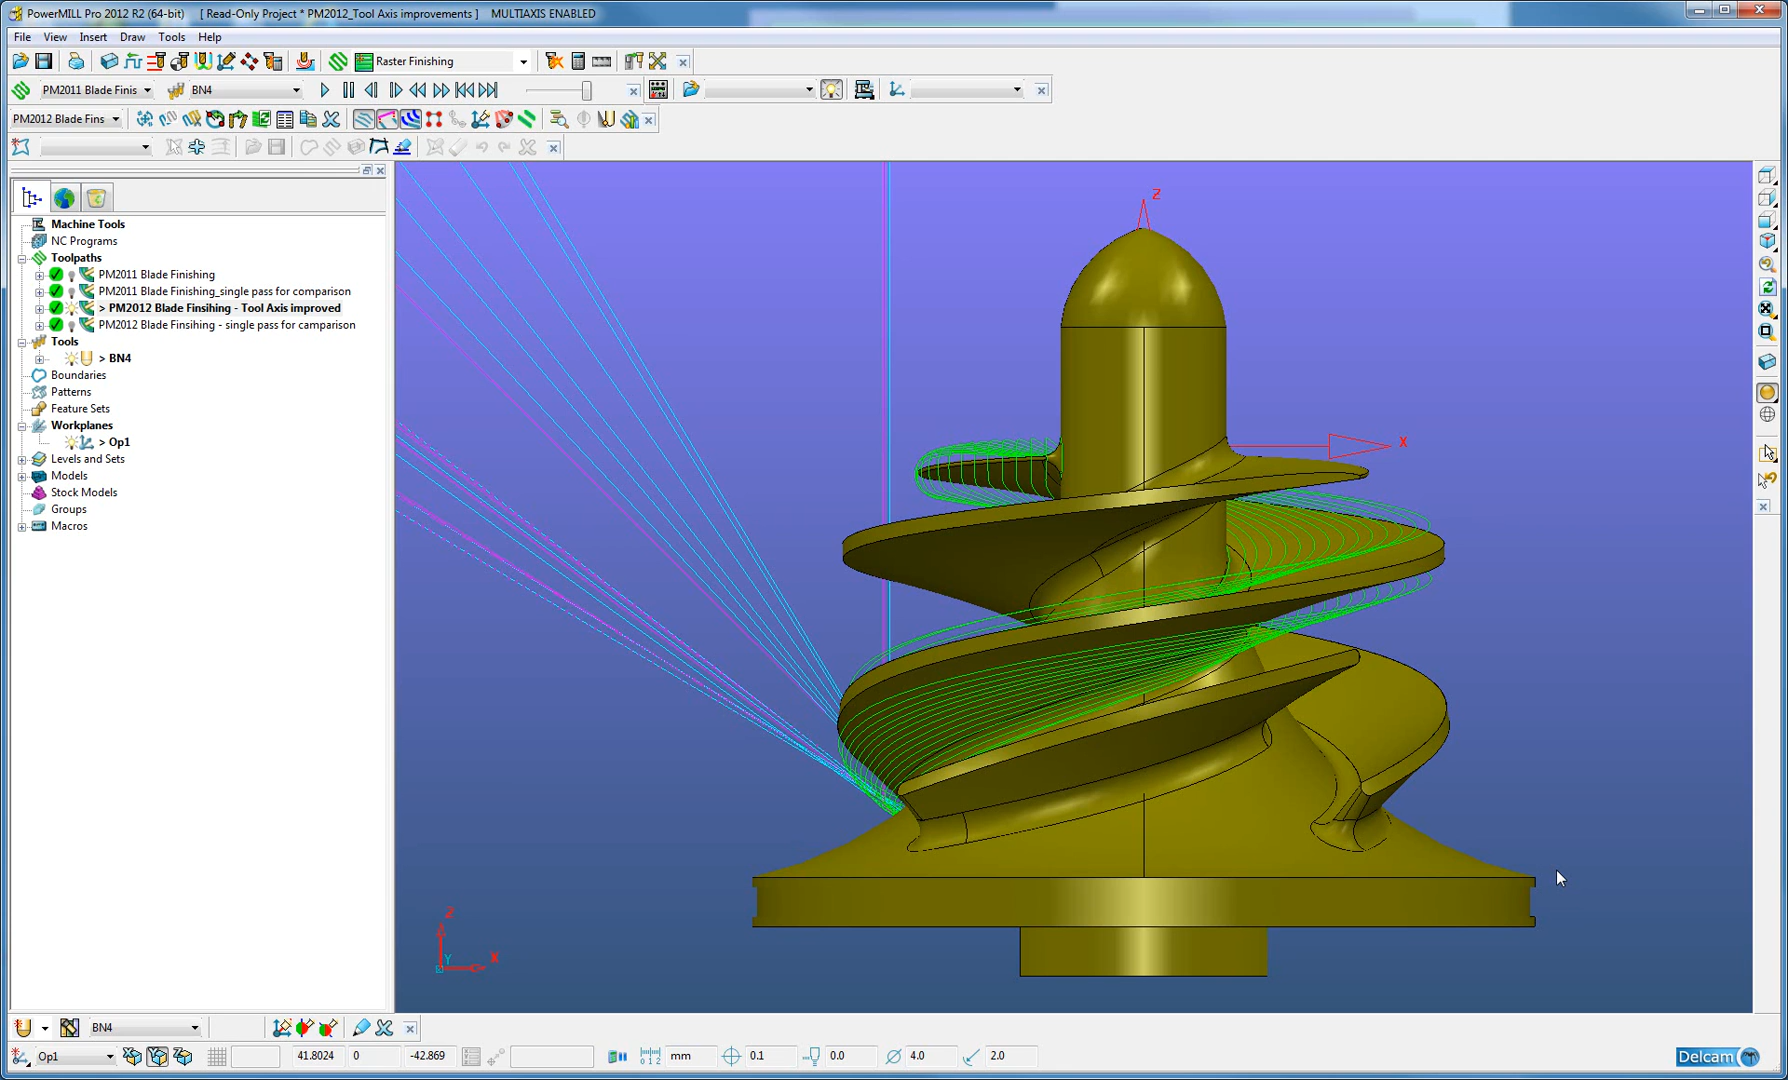 PowerMILL Pro 2012 R2 (64-bit) [ Read-Only Project * PM2012_Tool Axis improvements ] MULTIAXIS ENABLED
File View Insert Draw Tools Help
Raster Finishing
PM2011 Blade Finis BN4
PM2012 Blade Fins
Machine Tools
NC Programs
Toolpaths
PM2011 Blade Finishing
PM2011 Blade Finishing_single pass for comparison
> PM2012 Blade Finsihing - Tool Axis improved
PM2012 Blade Finsihing - single pass for camparison
Tools
> BN4
Boundaries
Patterns
Feature Sets
Workplanes
> Op1
Levels and Sets
Models
Stock Models
Groups
Macros
Z
X
Z
Y
X
BN4
Op1 41.8024 0 -42.869 mm 0.1 0.0 4.0 2.0
Delcam